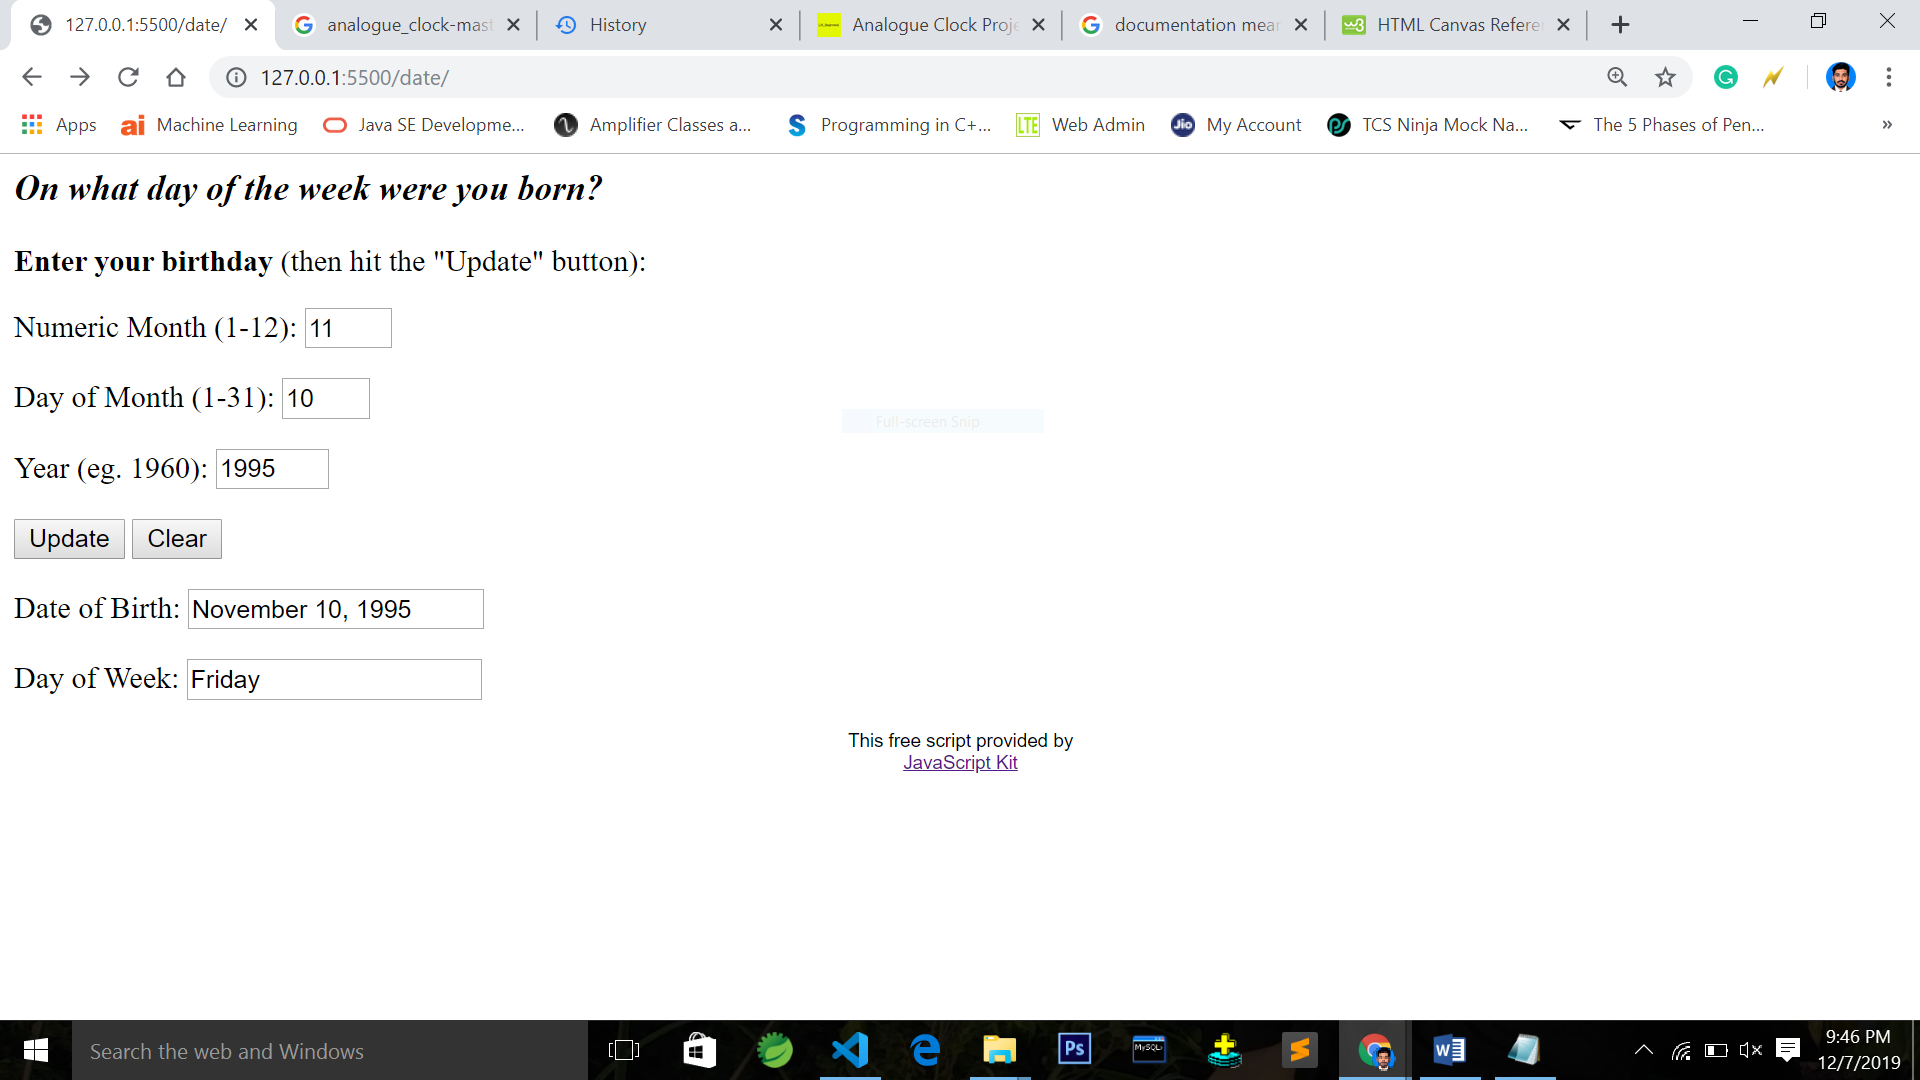 127.0.0.1:5500/date/
analogue_clock-mast
History
Analogue Clock Proje
documentation mear
HTML Canvas Refere
127.0.0.1:5500/date/
Apps
Machine Learning
Java SE Developme...
Amplifier Classes a...
Programming in C+...
LTE Web Admin
Jio My Account
TCS Ninja Mock Na...
The 5 Phases of Pen...
»
On what day of the week were you born?
Enter your birthday (then hit the "Update" button):
Numeric Month (1-12): 11
Day of Month (1-31): 10
Full-screen Snip
Year (eg. 1960): 1995
Update Clear
Date of Birth: November 10, 1995
Day of Week: Friday
This free script provided by
JavaScript Kit
Search the web and Windows
Ps
MySQL
9:46 PM
12/7/2019